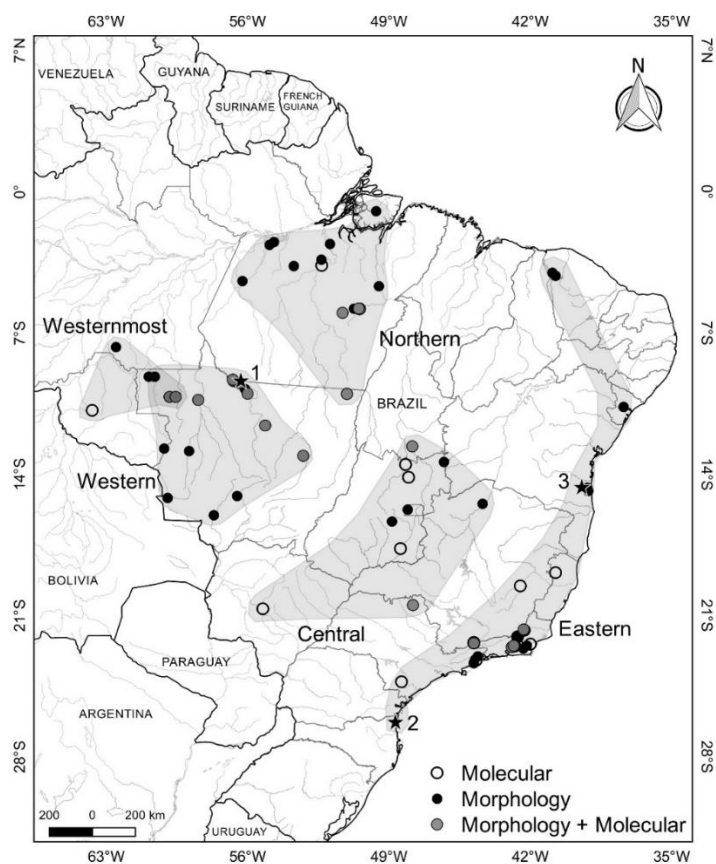 63°W 56°W 49°W 42°W 35°W
7°N 7°N
N
VENEZUELA
GUYANA
SURINAME
FRENCH
GUIANA
0° 0°
Westernmost
7°S 7°S
1
Northern
BRAZIL
14°S 14°S
Western
3
BOLIVIA
21°S 21°S
Central
Eastern
PARAGUAY
ARGENTINA
2
28°S 28°S
Molecular
Morphology
Morphology + Molecular
200 0 200 km
URUGUAY
63°W 56°W 49°W 42°W 35°W